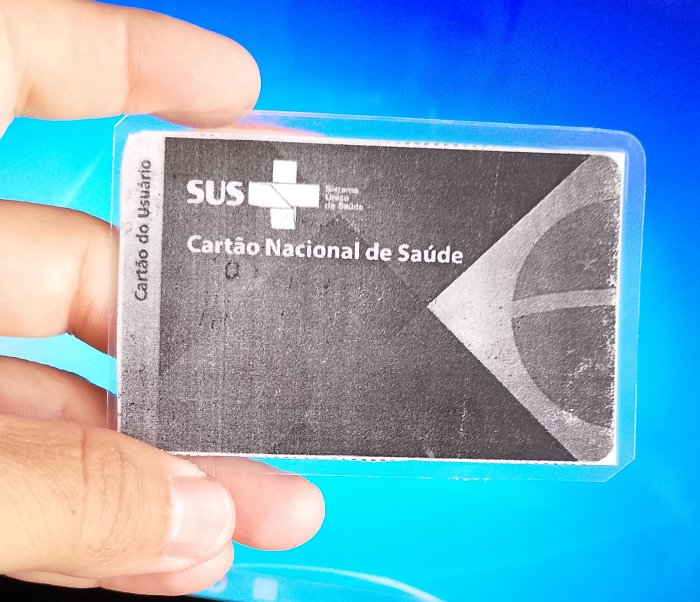 Cartão do Usuário
SUS
Sistema
Único
de Saúde
Cartão Nacional de Saúde